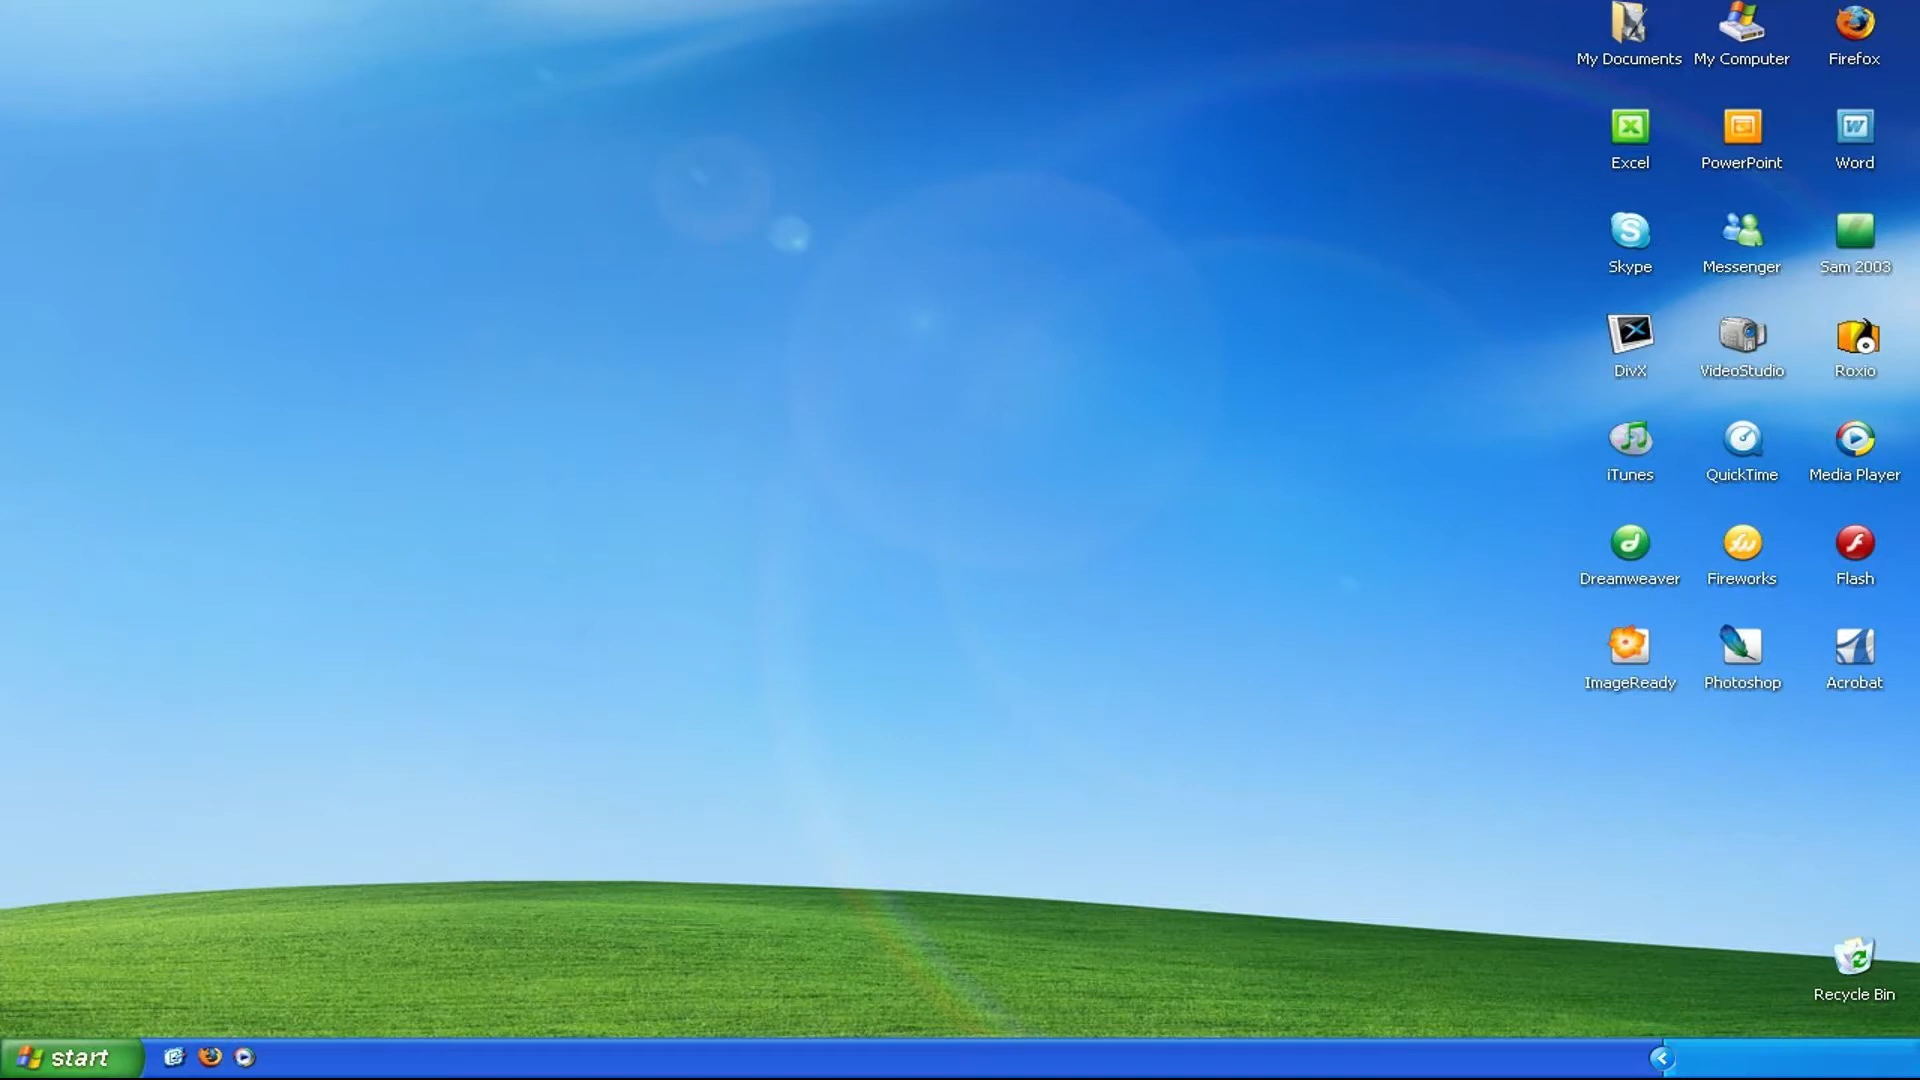 My Documents My Computer Firefox
Excel PowerPoint Word
Skype Messenger Sam 2003
DivX VideoStudio Roxio
iTunes QuickTime Media Player
Dreamweaver Fireworks Flash
ImageReady Photoshop Acrobat
Recycle Bin
start